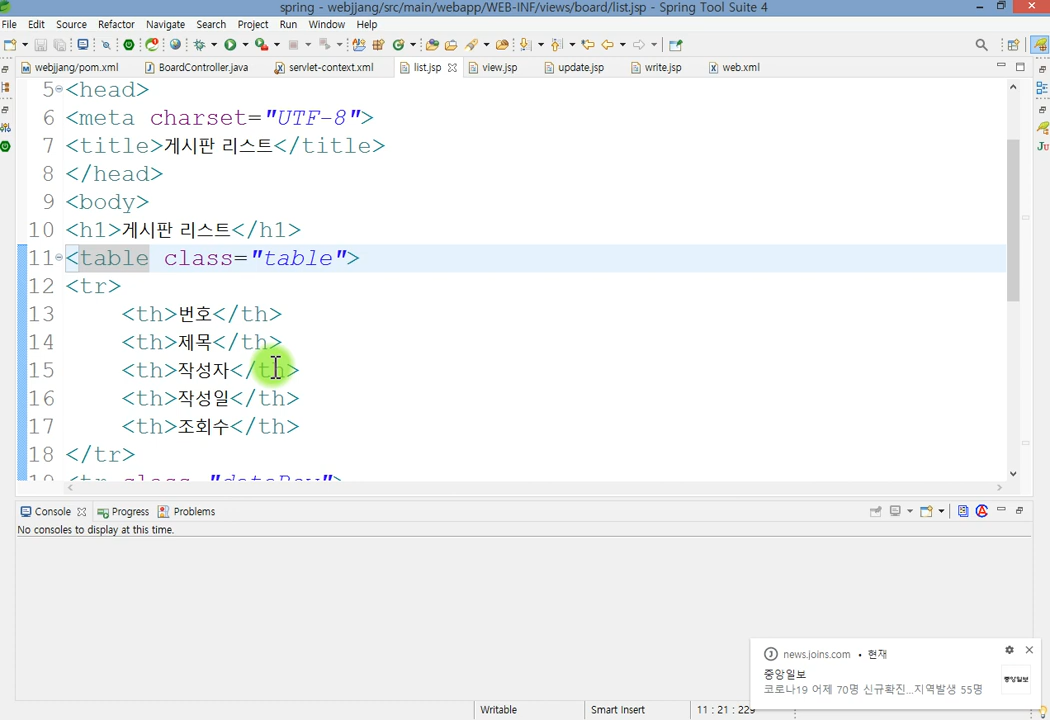 spring - webjjang/src/main/webapp/WEB-INF/views/board/list.jsp - Spring Tool Suite 4
File Edit Source Refactor Navigate Search Project Run Window Help
webjjang/pom.xml BoardController.java servlet-context.xml list.jsp view.jsp update.jsp write.jsp web.xml
5 <head>
6 <meta charset="UTF-8">
7 <title>게시판 리스트</title>
8 </head>
9 <body>
10 <h1>게시판 리스트</h1>
11 <table class="table">
12 <tr>
13 <th>번호</th>
14 <th>제목</th>
15 <th>작성자</th>
16 <th>작성일</th>
17 <th>조회수</th>
18 </tr>
19 <tr class="dataRow">
Console Progress Problems
No consoles to display at this time.
news.joins.com • 현재
중앙일보
코로나19 어제 70명 신규확진...지역발생 55명
중앙일보
Writable Smart Insert 11 : 21 : 229